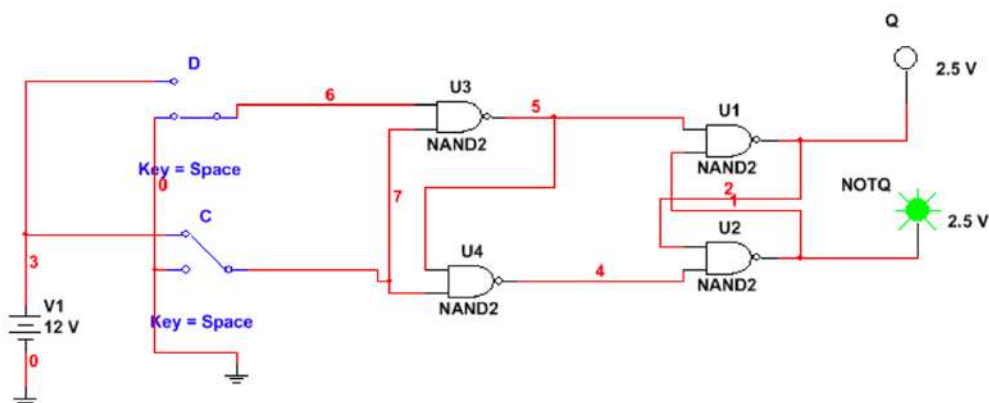 Q
2.5 V
D
6
U3
5
U1
NAND2
NAND2
Key = Space
0
7
2
1
NOTQ
2.5 V
C
U4
U2
4
NAND2
NAND2
3
V1
12 V
Key = Space
0